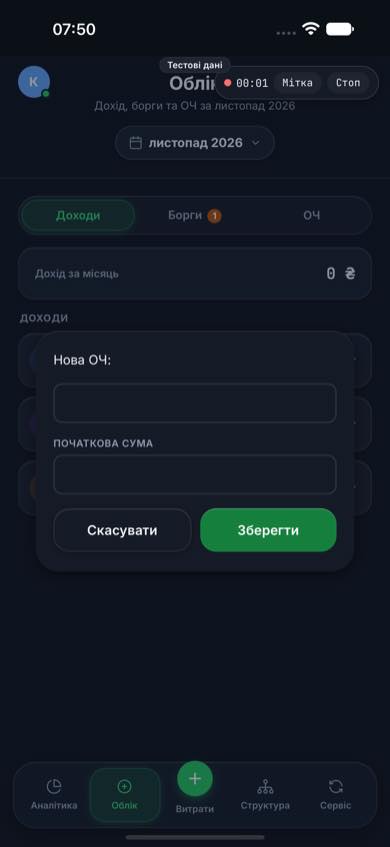 07:50
Тестові дані
К
Облік
00:01 Мітка Стоп
Дохід, борги та ОЧ за листопад 2026
листопад 2026
Доходи Борги 1 ОЧ
Дохід за місяць 0 ₴
ДОХОДИ
Нова ОЧ:
ПОЧАТКОВА СУМА
Скасувати Зберегти
Аналітика Облік Витрати Структура Сервіс